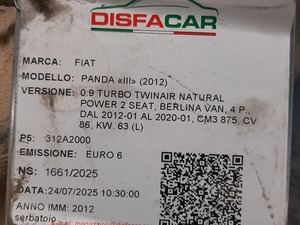 DISFACAR
MARCA: FIAT
MODELLO: PANDA «III» (2012)
VERSIONE: 0.9 TURBO TWINAIR NATURAL
POWER 2 SEAT, BERLINA VAN, 4 P.,
DAL 2012-01 AL 2020-01, CM3 875, CV
86, KW. 63 (L)
P5: 312A2000
EMISSIONE: EURO 6
NS: 1661/2025
DATA: 24/07/2025 10:30:00
ANNO IMM: 2012
serbatoio